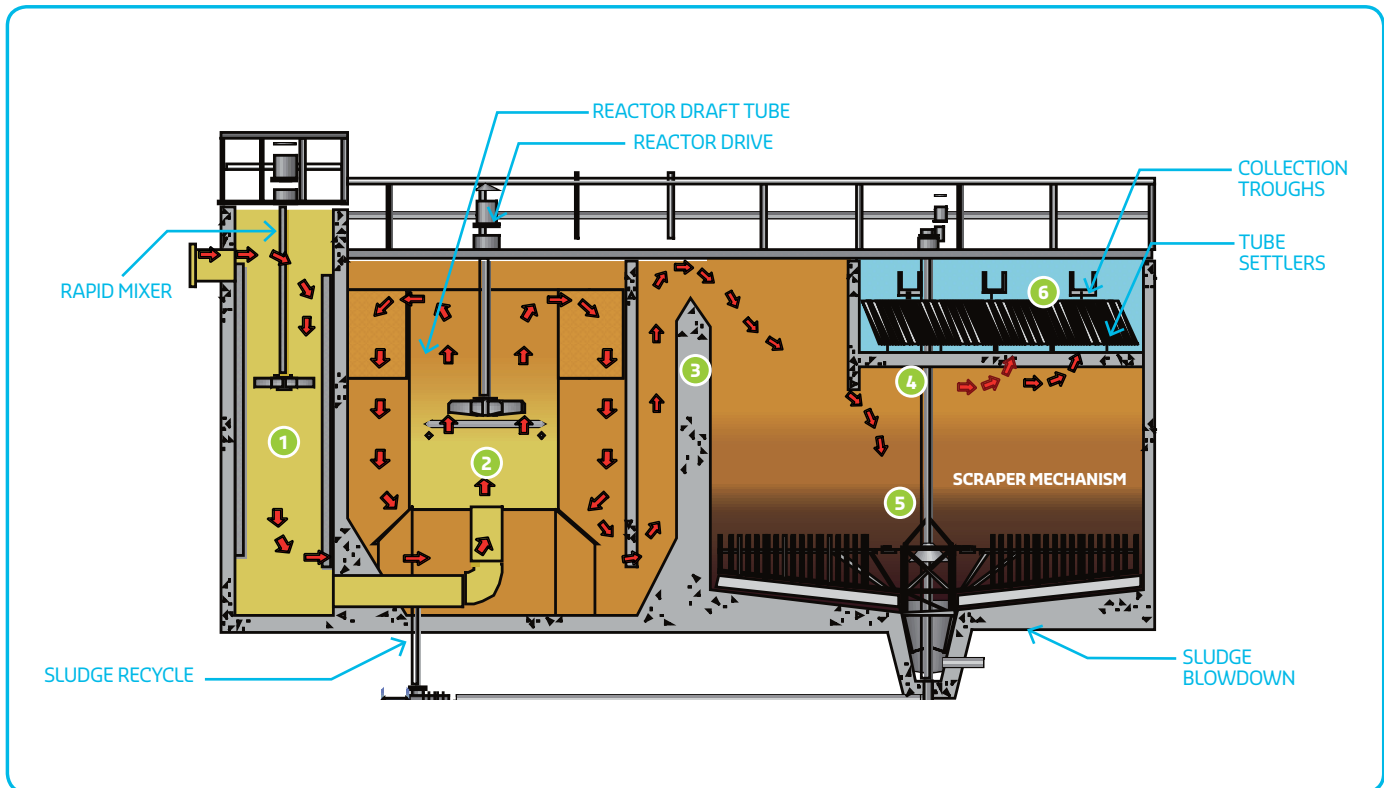 REACTOR DRAFT TUBE
REACTOR DRIVE
COLLECTION
TROUGHS
TUBE
SETTLERS
RAPID MIXER
6
3
4
1
2
SCRAPER MECHANISM
5
SLUDGE RECYCLE
SLUDGE
BLOWDOWN